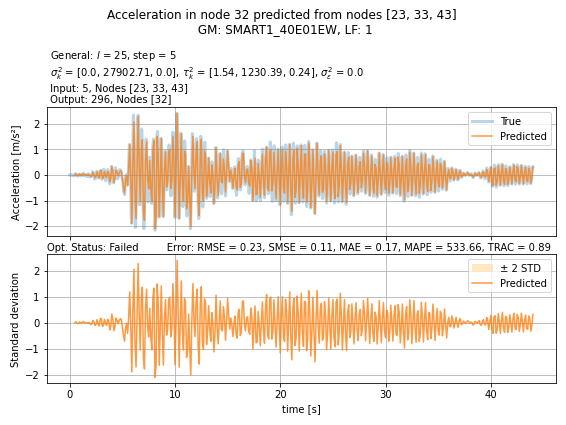 Acceleration in node 32 predicted from nodes [23, 33, 43]
GM: SMART1_40E01EW, LF: 1
General: l = 25, step = 5
σ²ₖ = [0.0, 27902.71, 0.0], τ²ₖ = [1.54, 1230.39, 0.24], σ²ε = 0.0
Input: 5, Nodes [23, 33, 43]
Output: 296, Nodes [32]
Acceleration [m/s²]
2
1
0
−1
−2
True
Predicted
Opt. Status: Failed
Error: RMSE = 0.23, SMSE = 0.11, MAE = 0.17, MAPE = 533.66, TRAC = 0.89
Standard deviation
2
1
0
−1
−2
± 2 STD
Predicted
0
10
20
30
40
time [s]